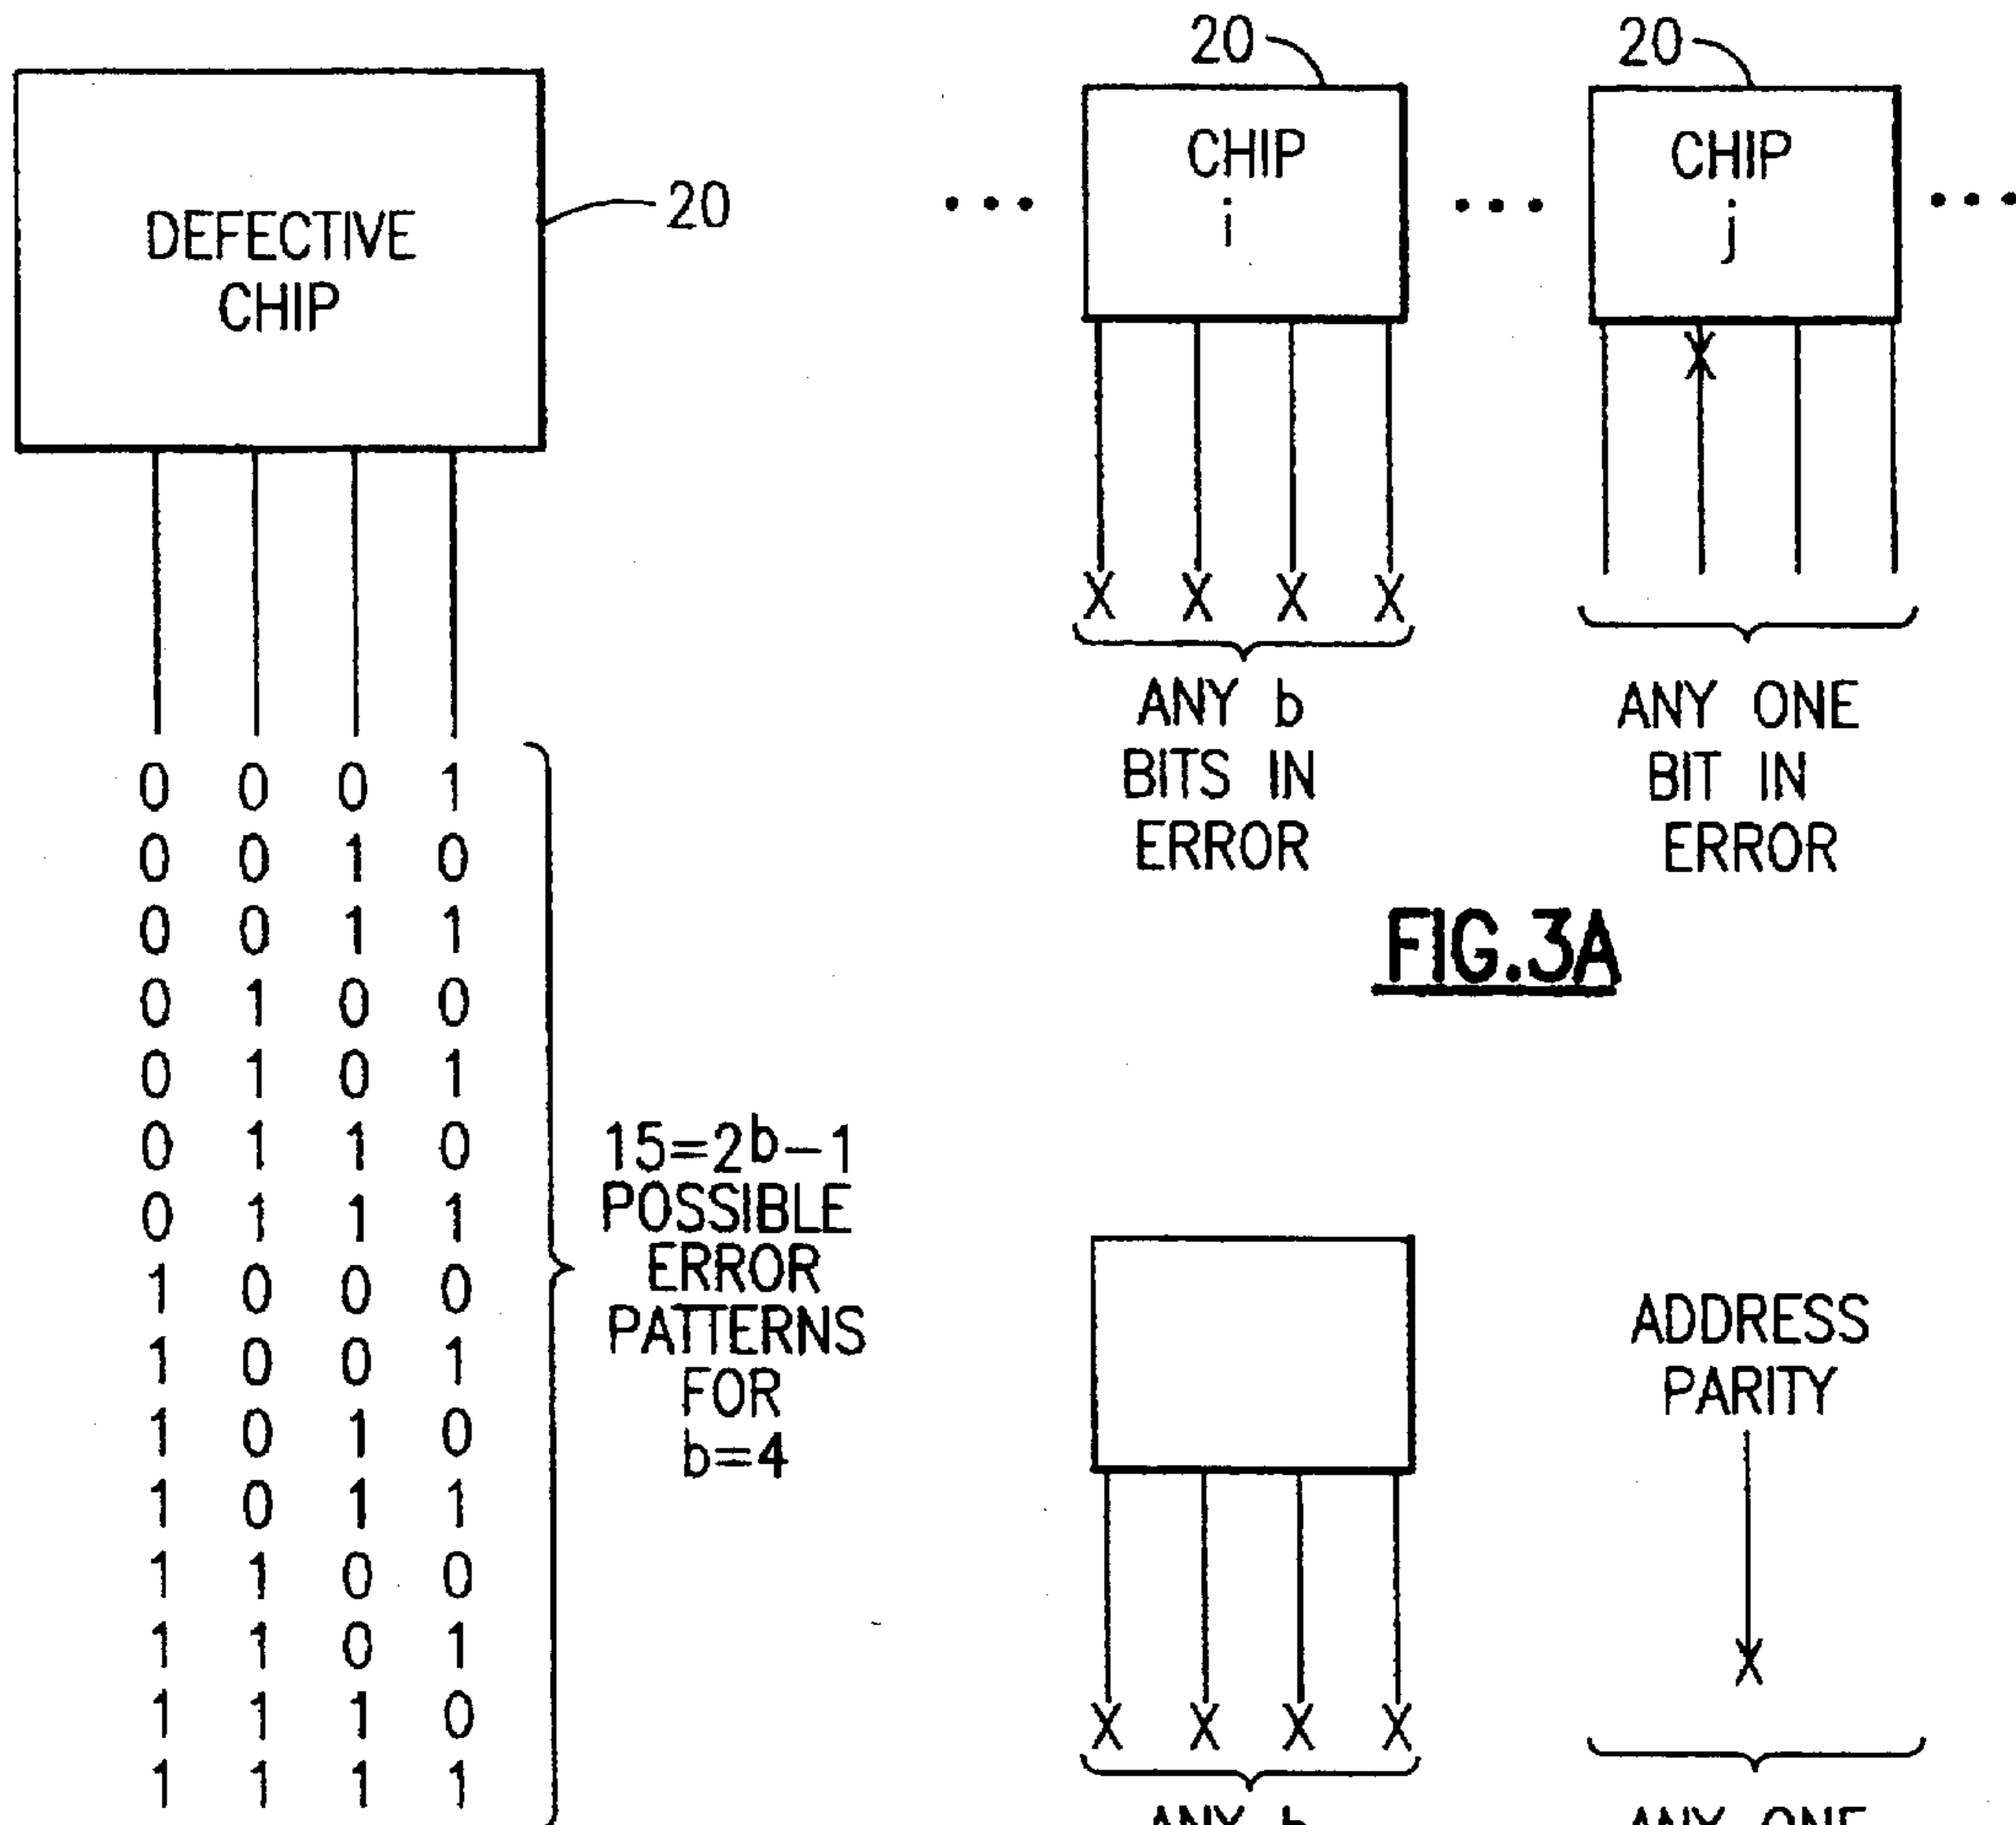 DEFECTIVE
CHIP
20
0 0 0 1
0 0 1 0
0 0 1 1
0 1 0 0
0 1 0 1
0 1 1 0
0 1 1 1
1 0 0 0
1 0 0 1
1 0 1 0
1 0 1 1
1 1 0 0
1 1 0 1
1 1 1 0
1 1 1 1
15=2b-1
POSSIBLE
ERROR
PATTERNS
FOR
b=4
20
CHIP
i
X X X X
ANY b
BITS IN
ERROR
20
CHIP
j
X
ANY ONE
BIT IN
ERROR
FIG.3A
X X X X
ANY b
ADDRESS
PARITY
X
ANY ONE